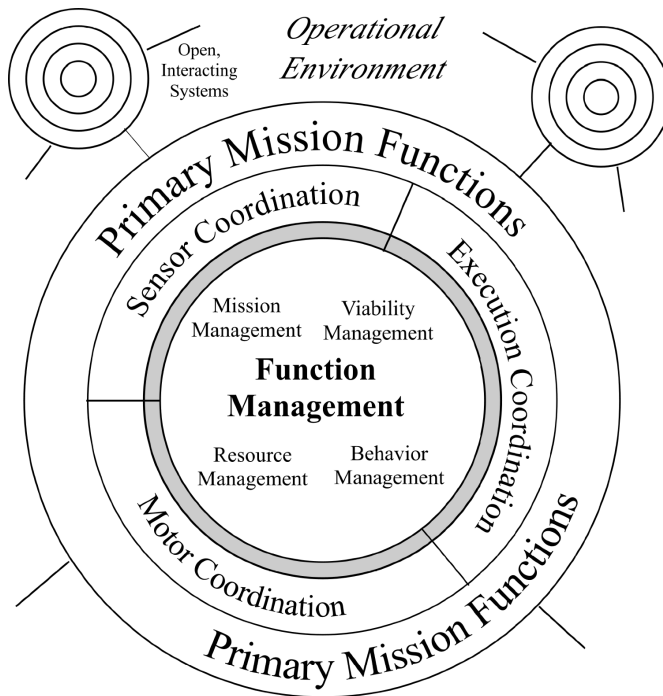 Operational
Environment
Open,
Interacting
Systems
Primary Mission Functions
Sensor Coordination
Execution Coordination
Mission
Management
Viability
Management
Function
Management
Resource
Management
Behavior
Management
Motor Coordination
Primary Mission Functions